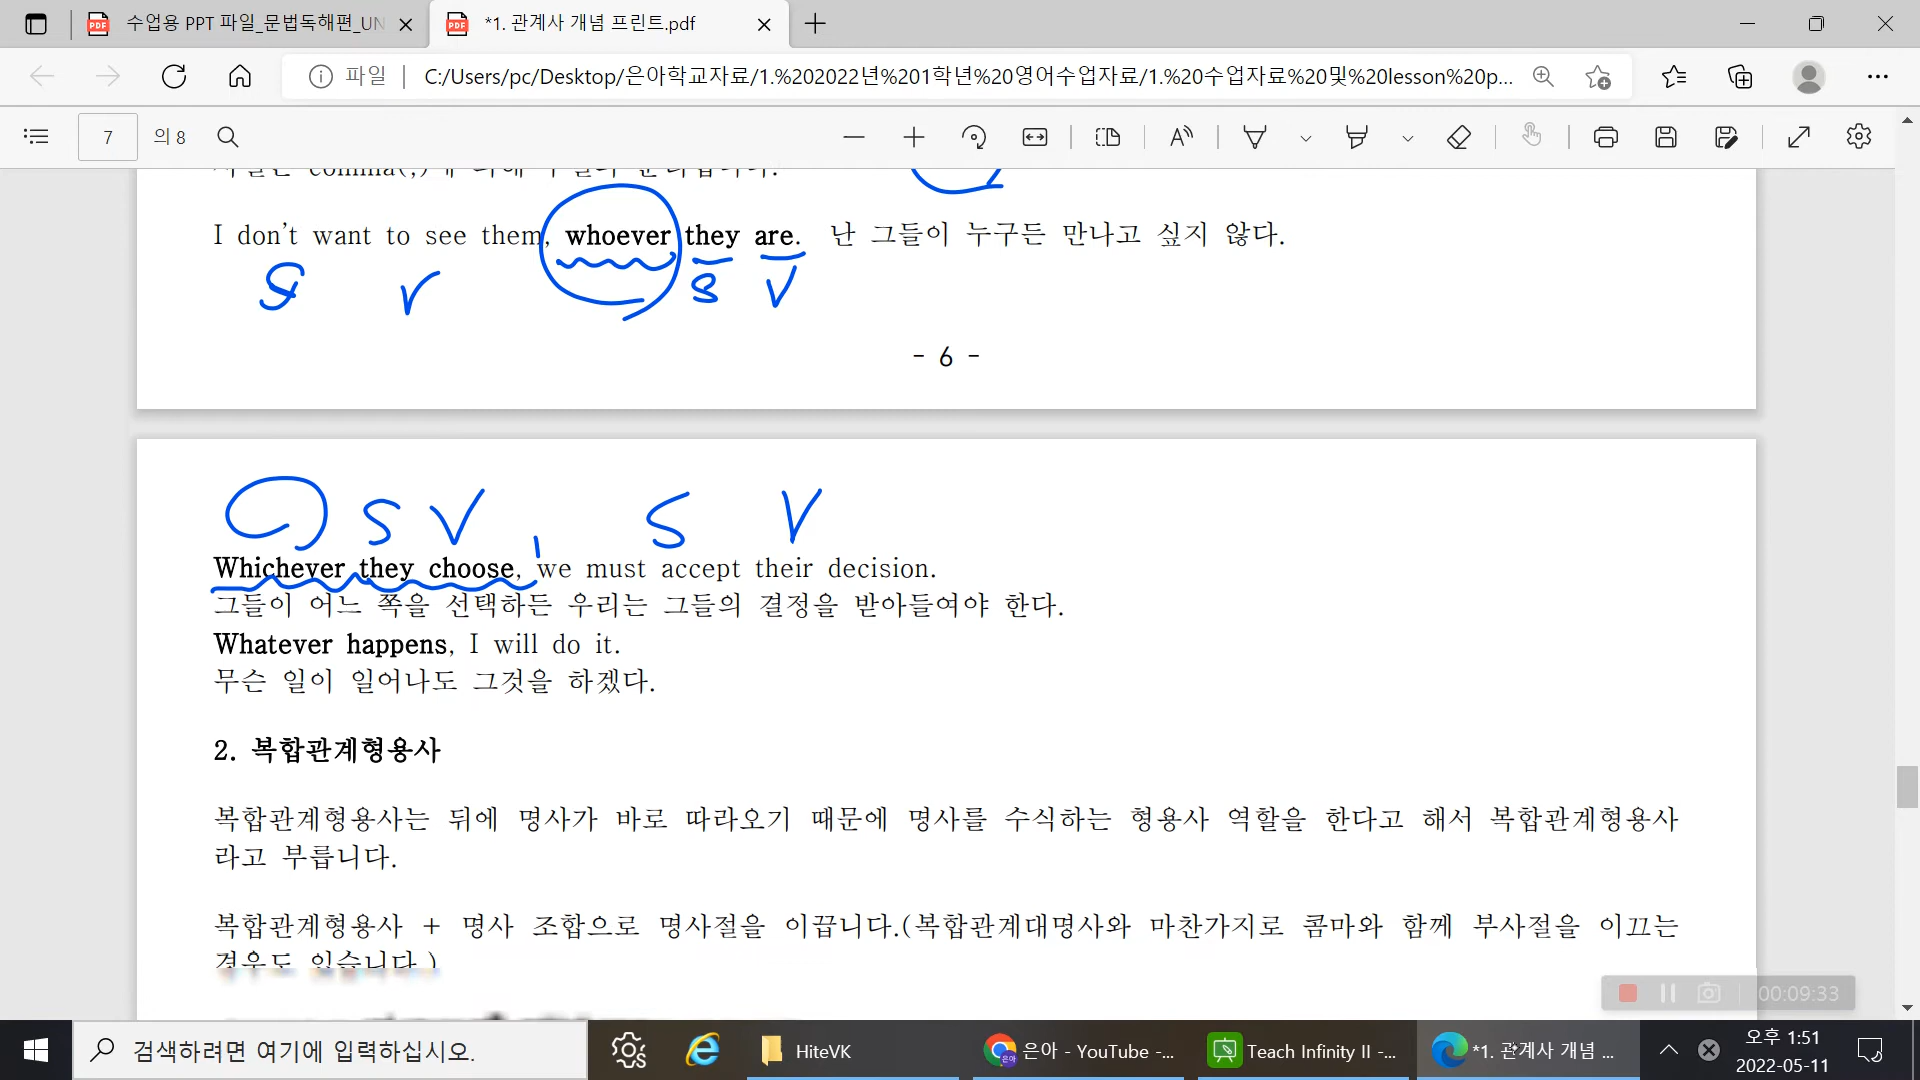 수업용 PPT 파일_문법독해편_UN
*1. 관계사 개념 프린트.pdf
파일
C:/Users/pc/Desktop/은아학교자료/1.%202022년%201학년%20영어수업자료/1.%20수업자료%20및%20lesson%20p...
7 의 8
I don't want to see them, whoever they are. 난 그들이 누구든 만나고 싶지 않다.
S V S V
- 6 -
S V S V
Whichever they choose, we must accept their decision.
그들이 어느 쪽을 선택하든 우리는 그들의 결정을 받아들여야 한다.
Whatever happens, I will do it.
무슨 일이 일어나도 그것을 하겠다.
2. 복합관계형용사
복합관계형용사는 뒤에 명사가 바로 따라오기 때문에 명사를 수식하는 형용사 역할을 한다고 해서 복합관계형용사
라고 부릅니다.
복합관계형용사 + 명사 조합으로 명사절을 이끕니다.(복합관계대명사와 마찬가지로 콤마와 함께 부사절을 이끄는
경우도 있습니다.)
00:09:33
검색하려면 여기에 입력하십시오.
HiteVK
은아 - YouTube -...
Teach Infinity II -...
*1. 관계사 개념 ...
오후 1:51
2022-05-11